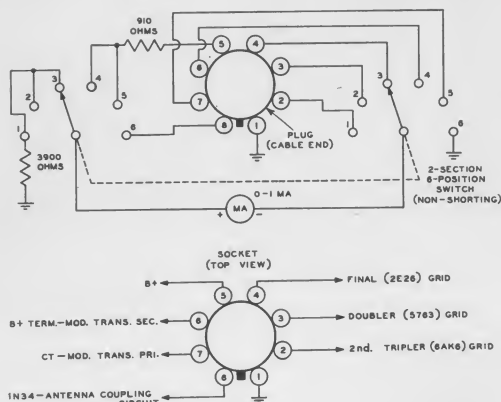 910
OHMS
5
4
6
3
7
2
8
1
PLUG
(CABLE END)
3
4
2
5
1
6
3900
OHMS
3
4
2
5
1
6
2-SECTION
6-POSITION
SWITCH
(NON-SHORTING)
0-1 MA
+ MA -
SOCKET
(TOP VIEW)
B+
5
4
FINAL (2E26) GRID
B+ TERM.-MOD. TRANS. SEC.
6
3
DOUBLER (5763) GRID
CT-MOD. TRANS. PRI.
7
2
2nd. TRIPLER (6AK6) GRID
1N34-ANTENNA COUPLING
CIRCUIT
8
1